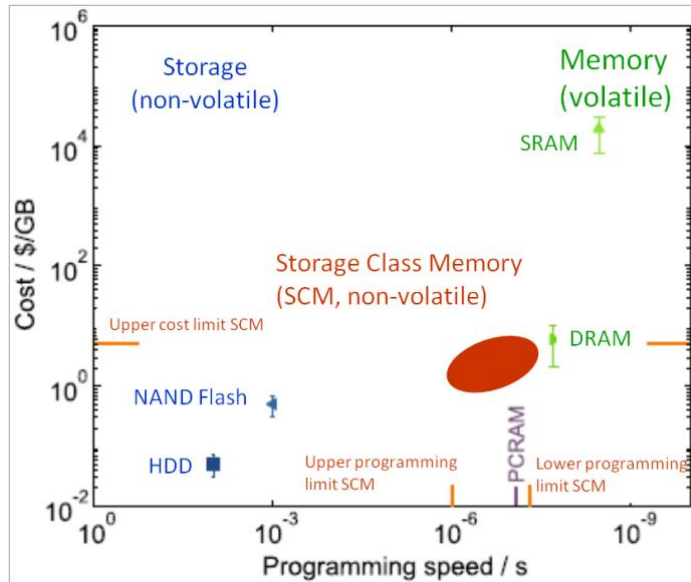 10^6
Storage
(non-volatile)
Memory
(volatile)
SRAM
10^4
Cost / $/GB
10^2
Storage Class Memory
(SCM, non-volatile)
Upper cost limit SCM
DRAM
10^0
NAND Flash
PCRAM
HDD
Upper programming
limit SCM
Lower programming
limit SCM
10^-2
10^0
10^-3
10^-6
10^-9
Programming speed / s